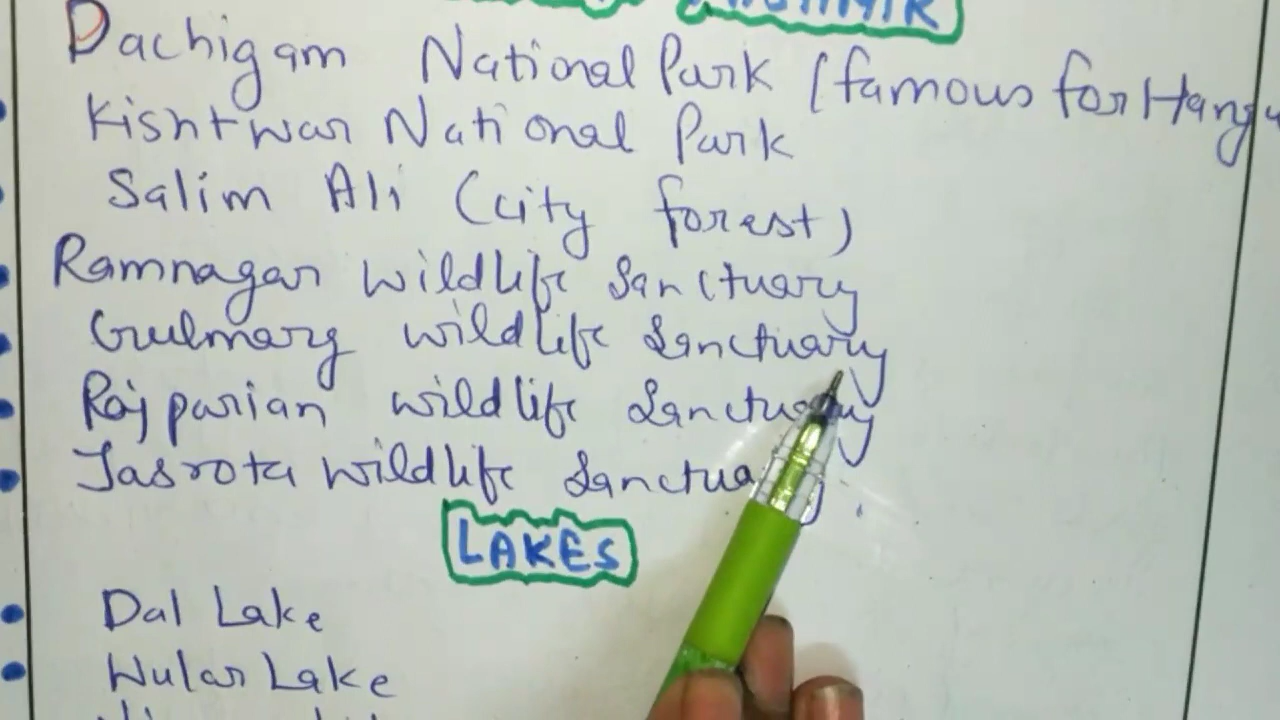 Dachigam National Park (famous for Hangu
Kishtwar National Park
Salim Ali (city forest)
Ramnagar wildlife Sanctuary
Gulmarg wildlife Sanctuary
Rajparian wildlife Sanctuary
Jasrota wildlife Sanctuary.
LAKES
Dal Lake
Wular Lake